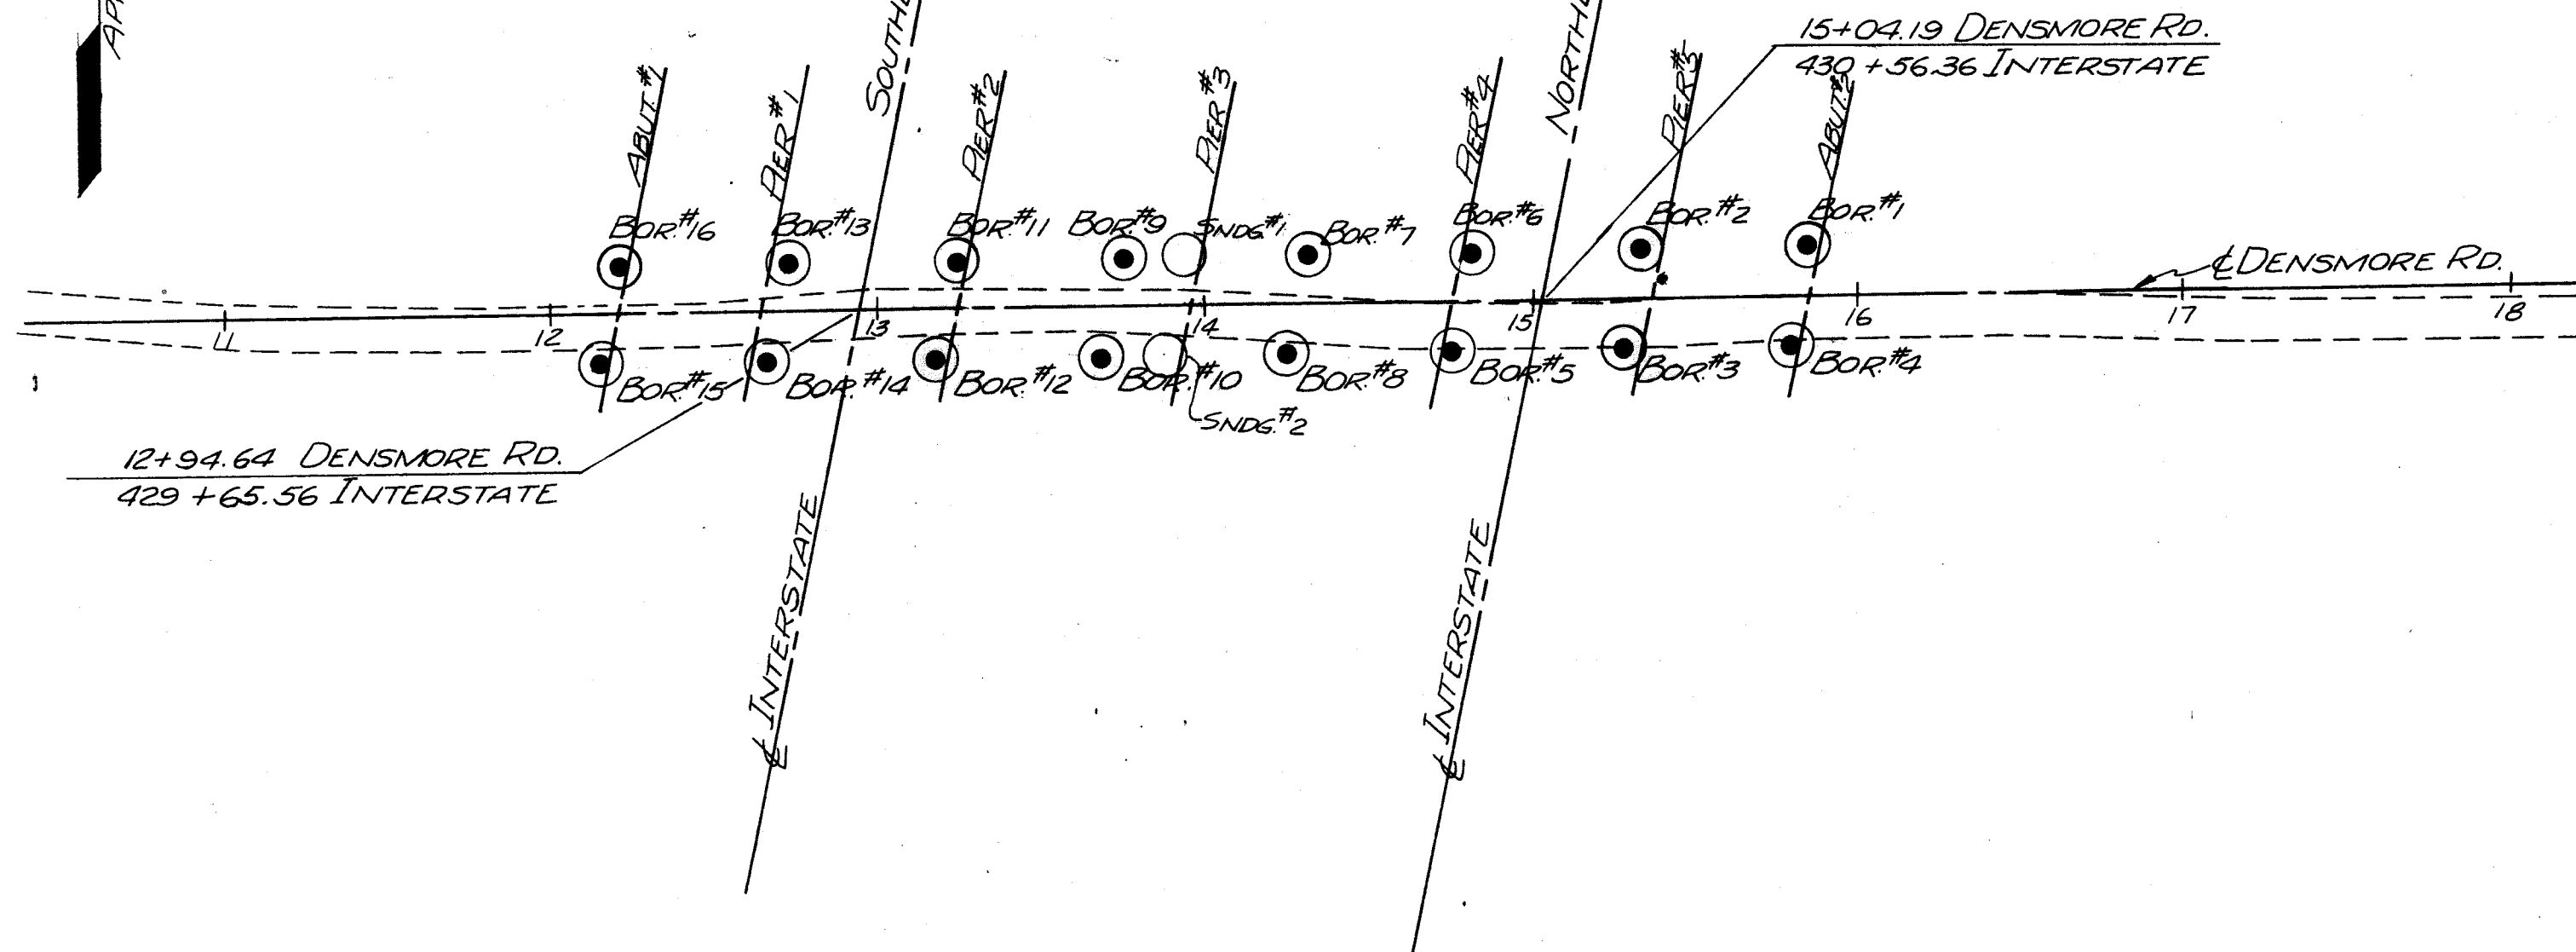 15+04.19 DENSMORE RD.
430+56.36 INTERSTATE
ABUT.#1
PIER#1
PIER#2
PIER#3
PIER#4
PIER#5
ABUT.#2
BOR.#16
BOR.#13
BOR.#11
BOR.#9
SNDG.#1
BOR.#7
BOR.#6
BOR.#2
BOR.#1
℄ DENSMORE RD.
11
12
13
14
15
16
17
18
BOR.#15
BOR.#14
BOR.#12
BOR.#10
BOR.#8
BOR.#5
BOR.#3
BOR.#4
SNDG.#2
12+94.64 DENSMORE RD.
429+65.56 INTERSTATE
℄ INTERSTATE
℄ INTERSTATE